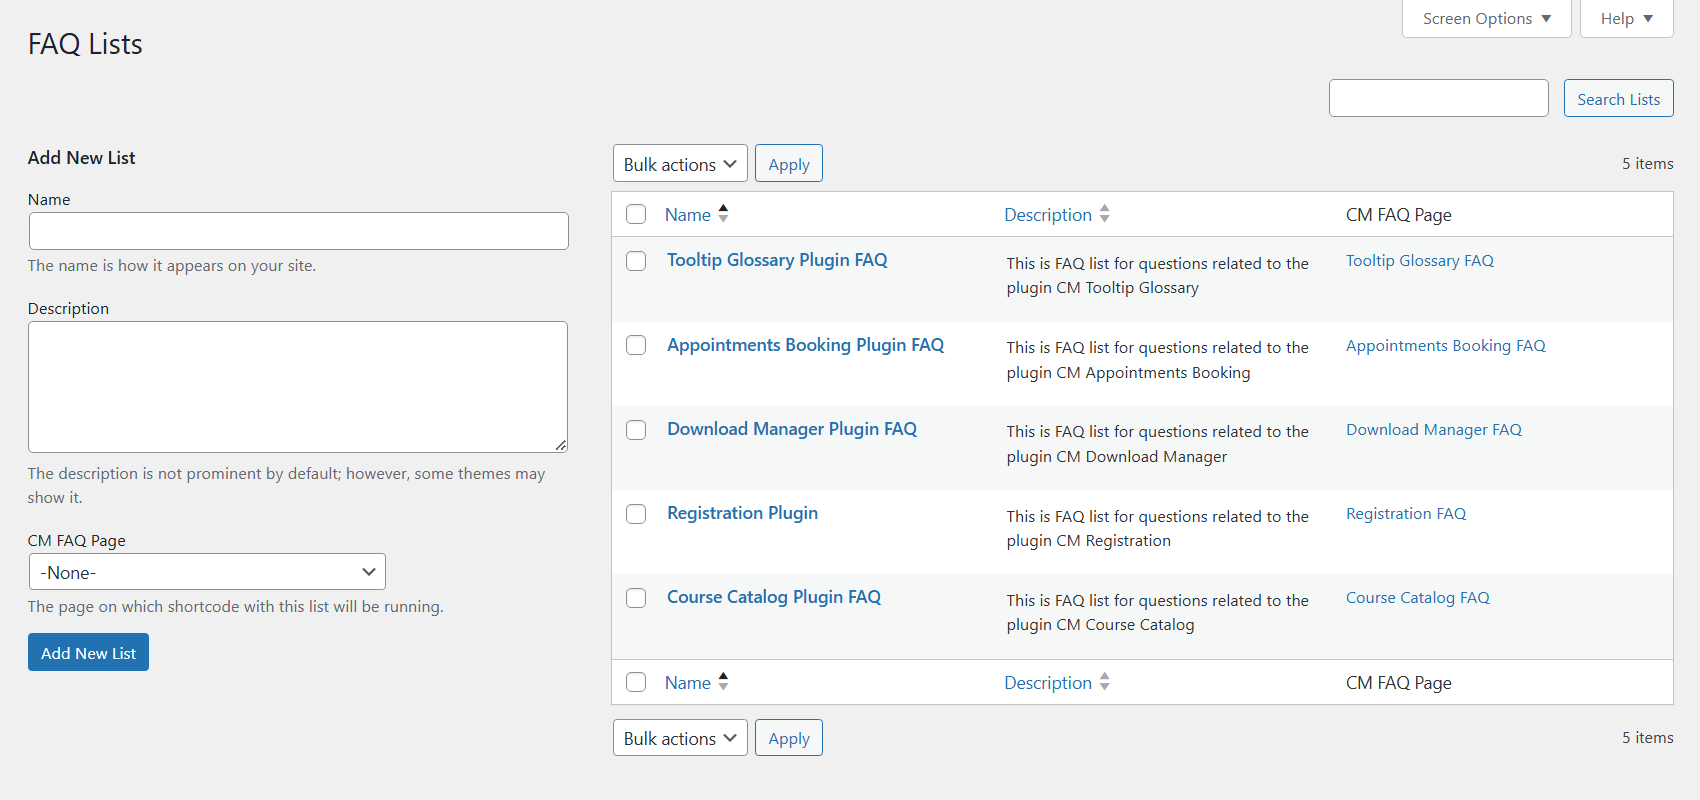 FAQ Lists
Screen Options
Help
Search Lists
Add New List
Name
The name is how it appears on your site.
Description
The description is not prominent by default; however, some themes may
show it.
CM FAQ Page
-None-
The page on which shortcode with this list will be running.
Add New List
Bulk actions
Apply
5 items
Name
Description
CM FAQ Page
Tooltip Glossary Plugin FAQ
This is FAQ list for questions related to the
plugin CM Tooltip Glossary
Tooltip Glossary FAQ
Appointments Booking Plugin FAQ
This is FAQ list for questions related to the
plugin CM Appointments Booking
Appointments Booking FAQ
Download Manager Plugin FAQ
This is FAQ list for questions related to the
plugin CM Download Manager
Download Manager FAQ
Registration Plugin
This is FAQ list for questions related to the
plugin CM Registration
Registration FAQ
Course Catalog Plugin FAQ
This is FAQ list for questions related to the
plugin CM Course Catalog
Course Catalog FAQ
Name
Description
CM FAQ Page
Bulk actions
Apply
5 items